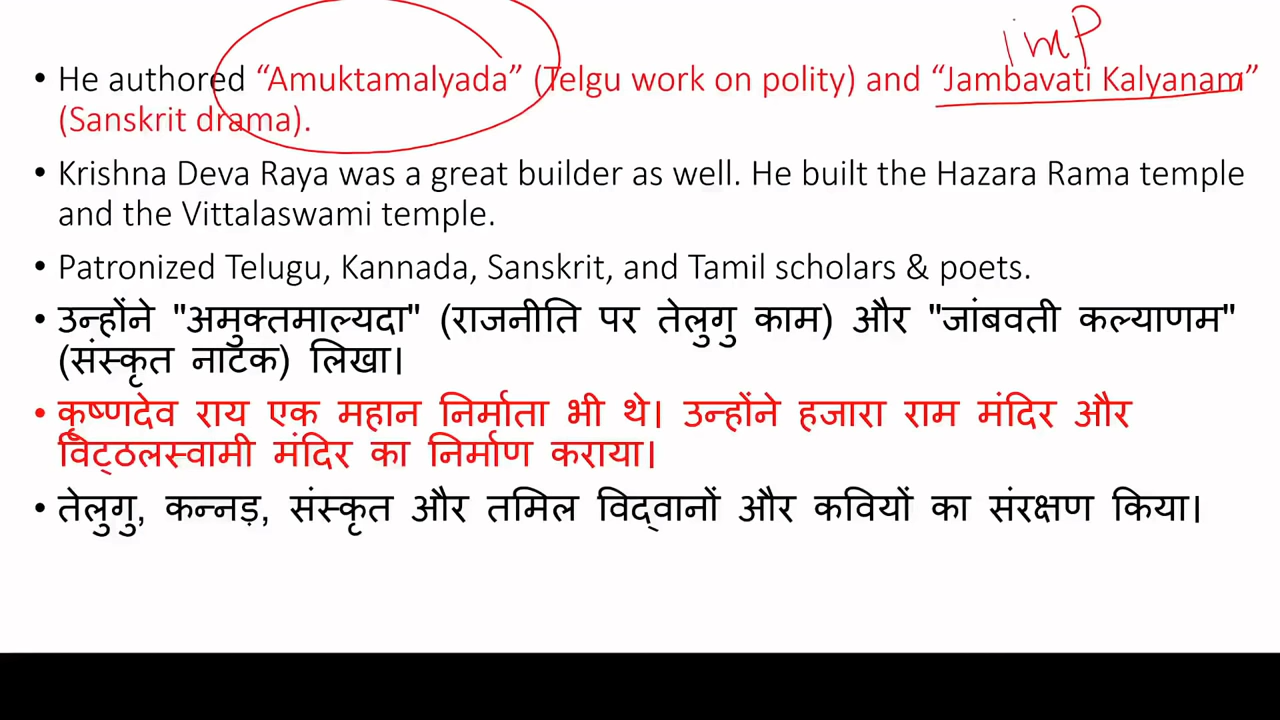 imp
• He authored “Amuktamalyada” (Telgu work on polity) and “Jambavati Kalyanam”
(Sanskrit drama).
• Krishna Deva Raya was a great builder as well. He built the Hazara Rama temple
and the Vittalaswami temple.
• Patronized Telugu, Kannada, Sanskrit, and Tamil scholars & poets.
• उन्होंने "अमुक्तमाल्यदा" (राजनीति पर तेलुगु काम) और "जांबवती कल्याणम"
(संस्कृत नाटक) लिखा।
• कृष्णदेव राय एक महान निर्माता भी थे। उन्होंने हजारा राम मंदिर और
विट्ठलस्वामी मंदिर का निर्माण कराया।
• तेलुगु, कन्नड़, संस्कृत और तमिल विद्वानों और कवियों का संरक्षण किया।